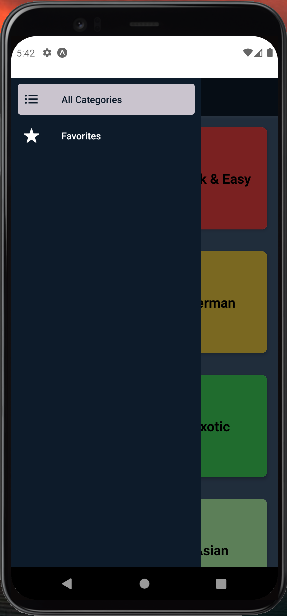 5:42
All Categories
Favorites
k & Easy
erman
xotic
Asian